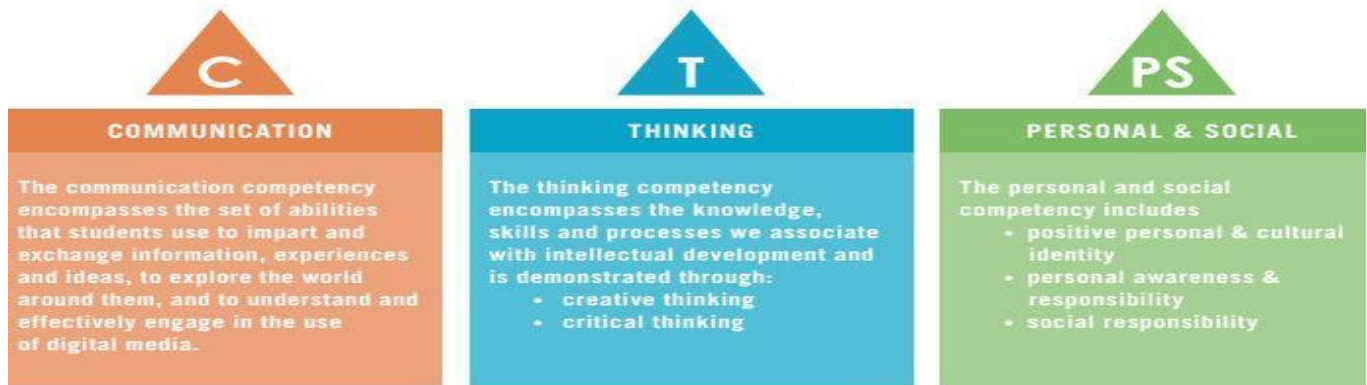 C
COMMUNICATION
The communication competency
encompasses the set of abilities
that students use to impart and
exchange information, experiences
and ideas, to explore the world
around them, and to understand and
effectively engage in the use
of digital media.
T
THINKING
The thinking competency
encompasses the knowledge,
skills and processes we associate
with intellectual development and
is demonstrated through:
• creative thinking
• critical thinking
PS
PERSONAL & SOCIAL
The personal and social
competency includes
• positive personal & cultural
identity
• personal awareness &
responsibility
• social responsibility